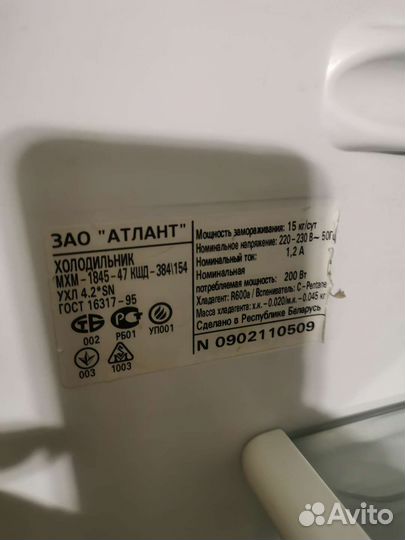 ЗАО "АТЛАНТ"
ХОЛОДИЛЬНИК
МХМ-1845-47 КШД-384\154
УХЛ 4.2*SN
ГОСТ 16317-95
002
РБ01
УП001
003
1003
Мощность замораживания: 15 кг/сут
Номинальное напряжение: 220-230 В~ 50Г
Номинальный ток: 1,2 А
Номинальная
потребляемая мощность: 200 Вт
Хладагент: R600a / Вспениватель: C-Pentane
Масса хладагента: х.к.-0.020/м.к.-0.045 кг
Сделано в Республике Беларусь
N 0902110509
Avito